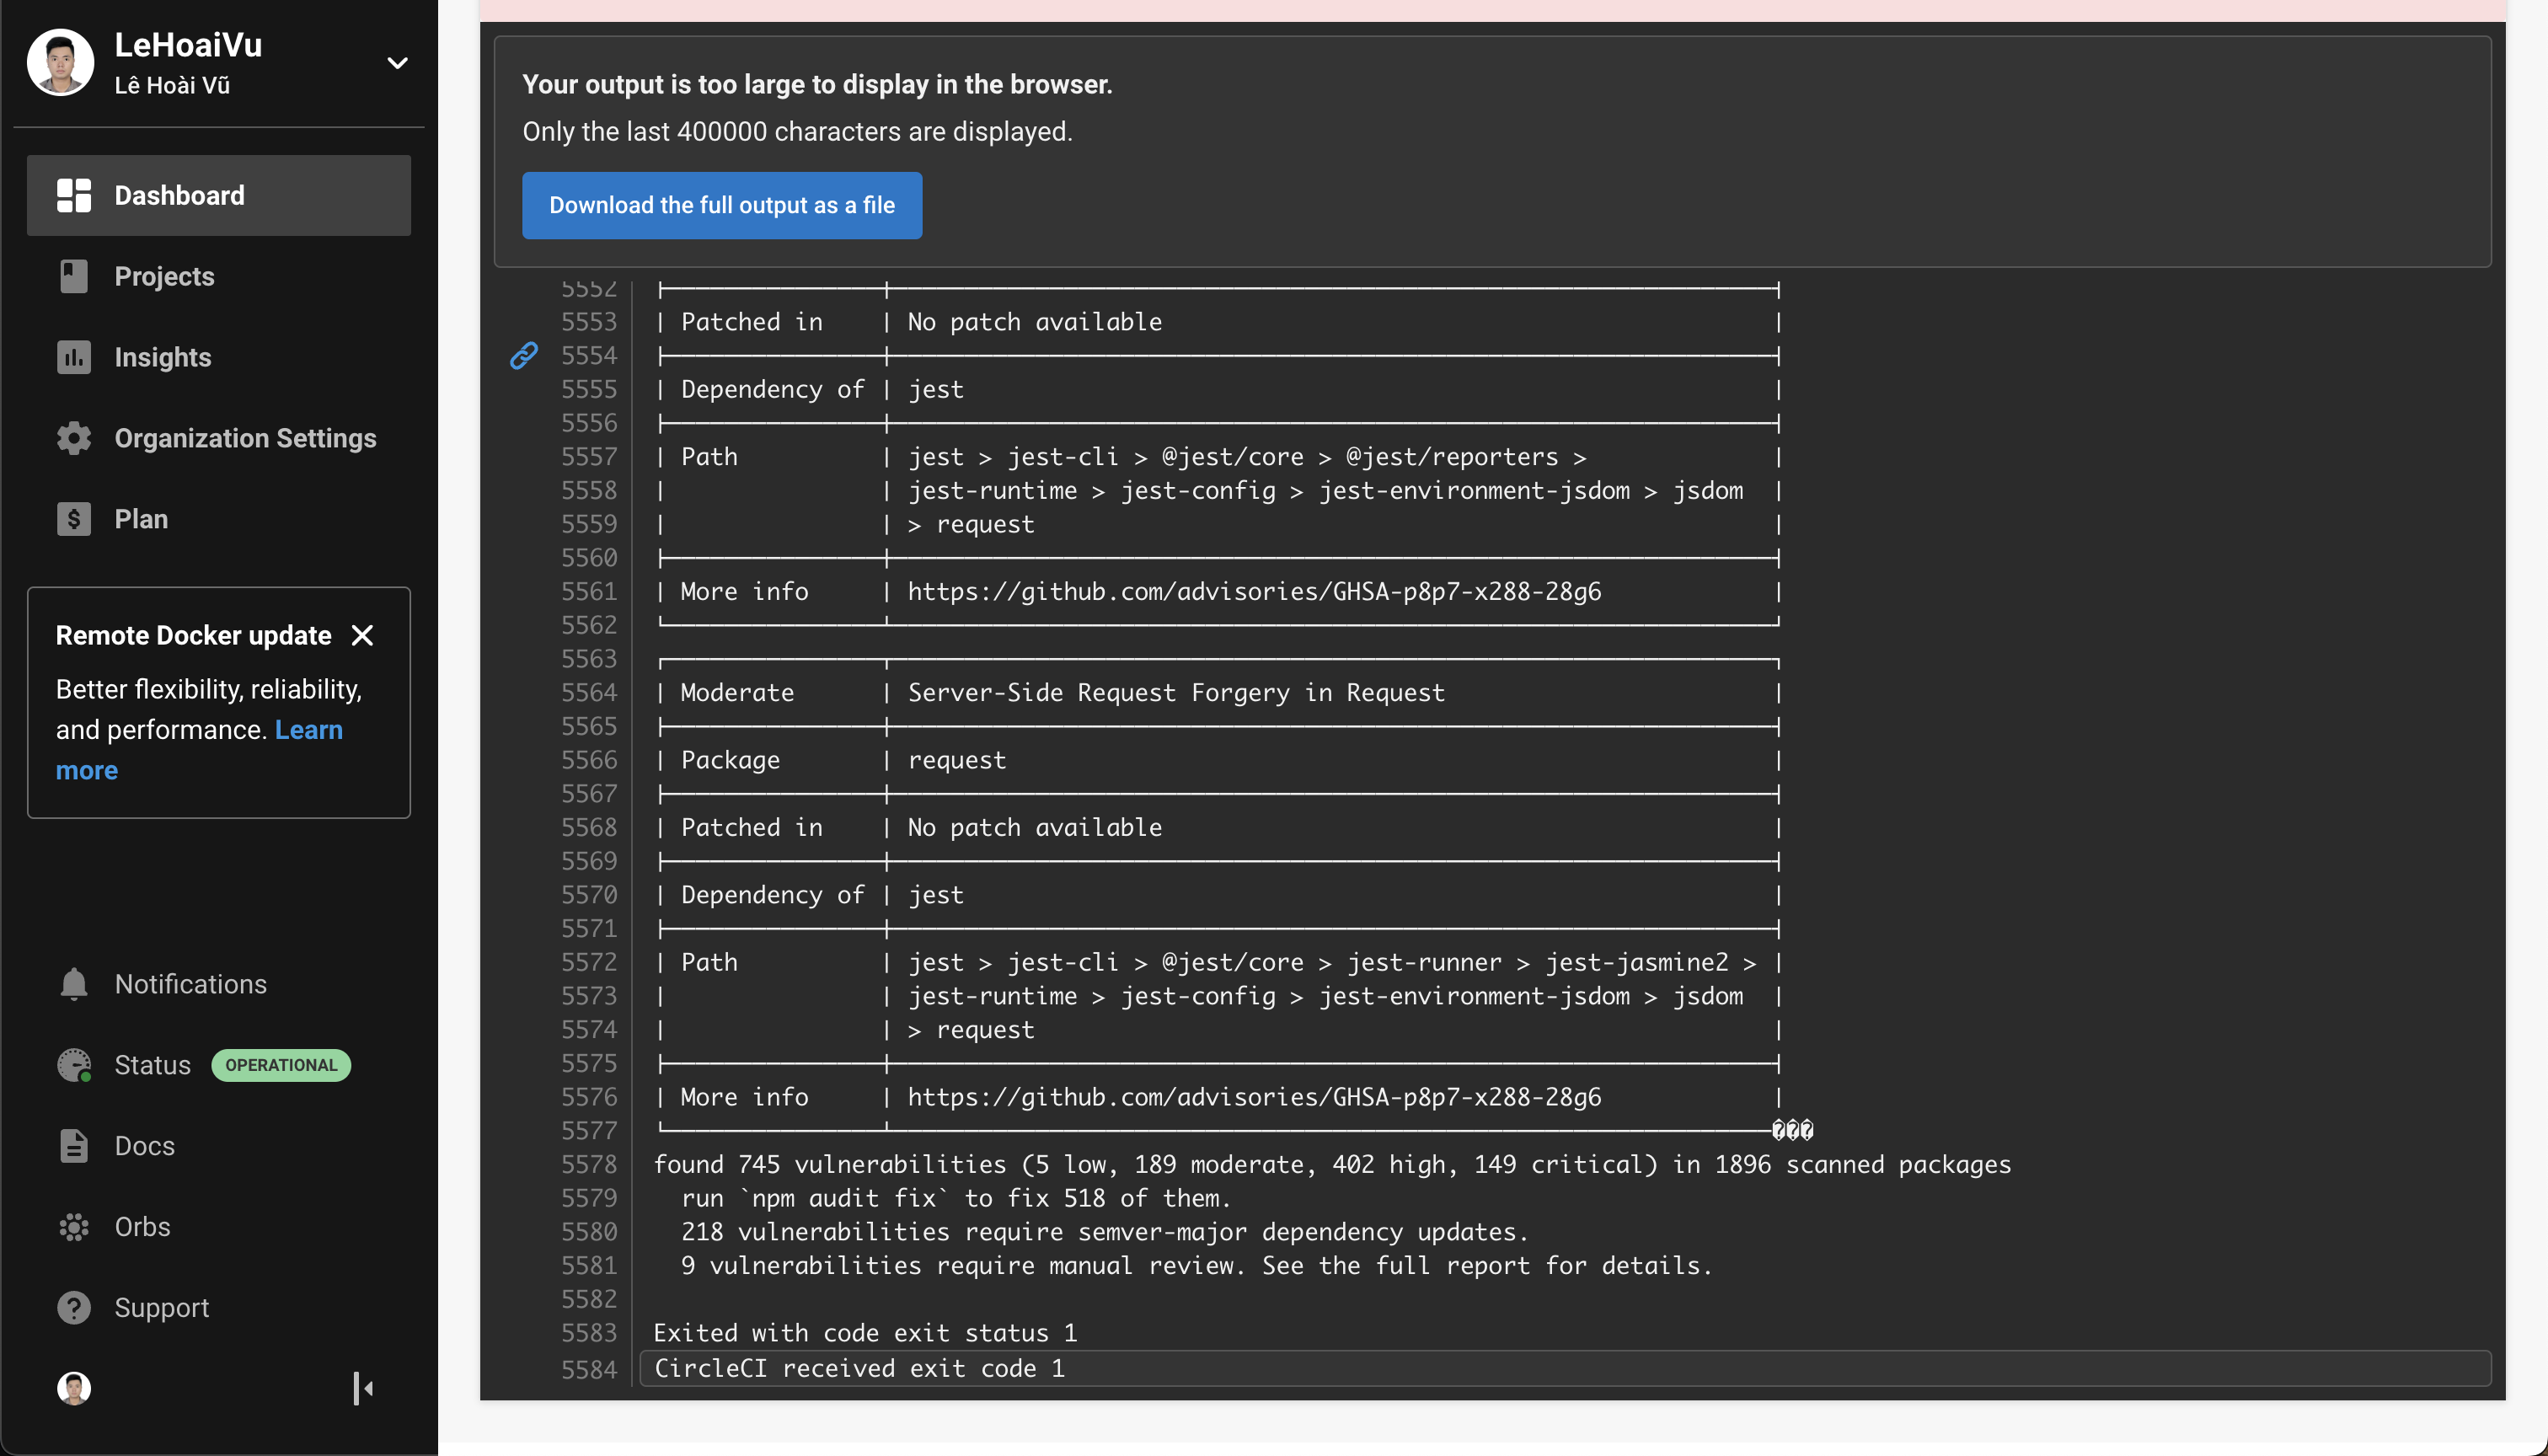 LeHoaiVu
Lê Hoài Vũ
Dashboard
Projects
Insights
Organization Settings
$ Plan
Remote Docker update
Better flexibility, reliability,
and performance. Learn
more
Notifications
Status OPERATIONAL
Docs
Orbs
? Support
Your output is too large to display in the browser.
Only the last 400000 characters are displayed.
Download the full output as a file
5552
5553 | Patched in | No patch available |
5554
5555 | Dependency of | jest |
5556
5557 | Path | jest > jest-cli > @jest/core > @jest/reporters > |
5558 | | jest-runtime > jest-config > jest-environment-jsdom > jsdom |
5559 | | > request |
5560
5561 | More info | https://github.com/advisories/GHSA-p8p7-x288-28g6 |
5562
5563
5564 | Moderate | Server-Side Request Forgery in Request |
5565
5566 | Package | request |
5567
5568 | Patched in | No patch available |
5569
5570 | Dependency of | jest |
5571
5572 | Path | jest > jest-cli > @jest/core > jest-runner > jest-jasmine2 > |
5573 | | jest-runtime > jest-config > jest-environment-jsdom > jsdom |
5574 | | > request |
5575
5576 | More info | https://github.com/advisories/GHSA-p8p7-x288-28g6 |
5577 ���
5578 found 745 vulnerabilities (5 low, 189 moderate, 402 high, 149 critical) in 1896 scanned packages
5579 run `npm audit fix` to fix 518 of them.
5580 218 vulnerabilities require semver-major dependency updates.
5581 9 vulnerabilities require manual review. See the full report for details.
5582
5583 Exited with code exit status 1
5584 CircleCI received exit code 1